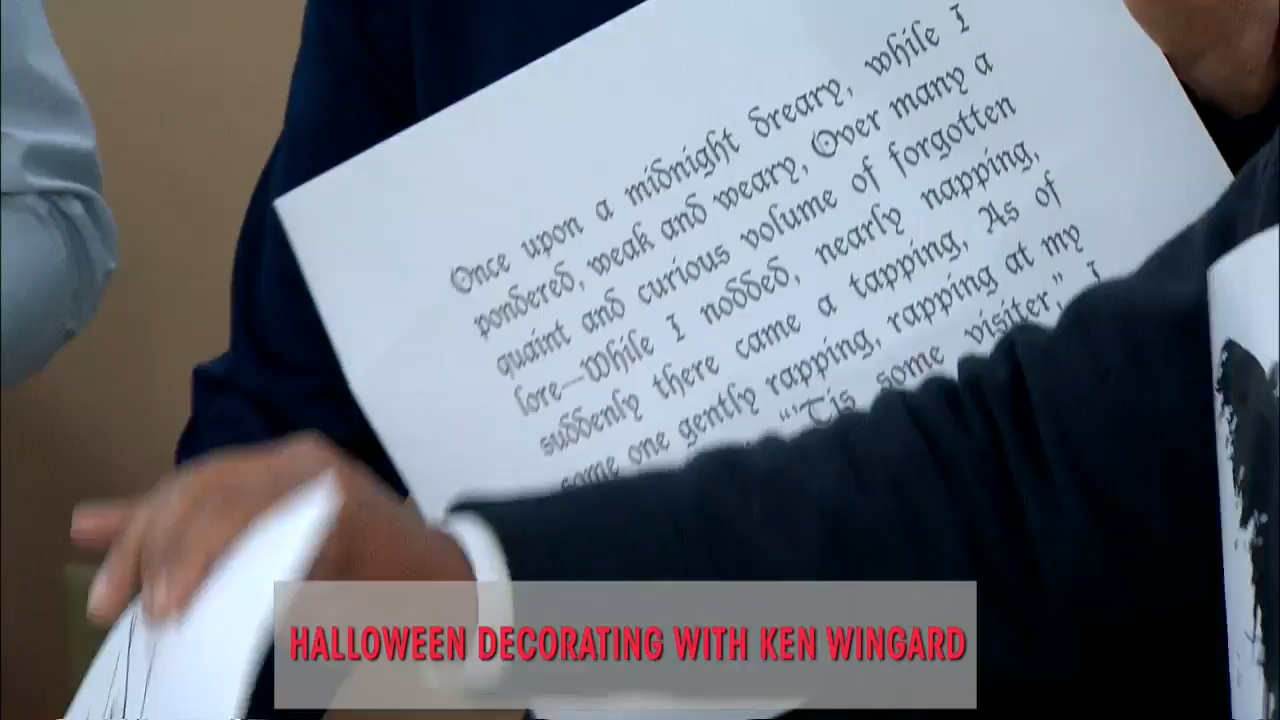 Once upon a midnight dreary, while I
pondered, weak and weary, Over many a
quaint and curious volume of forgotten
lore—While I nodded, nearly napping,
suddenly there came a tapping, As of
some one gently rapping, rapping at my
“'Tis some visiter,” I
HALLOWEEN DECORATING WITH KEN WINGARD